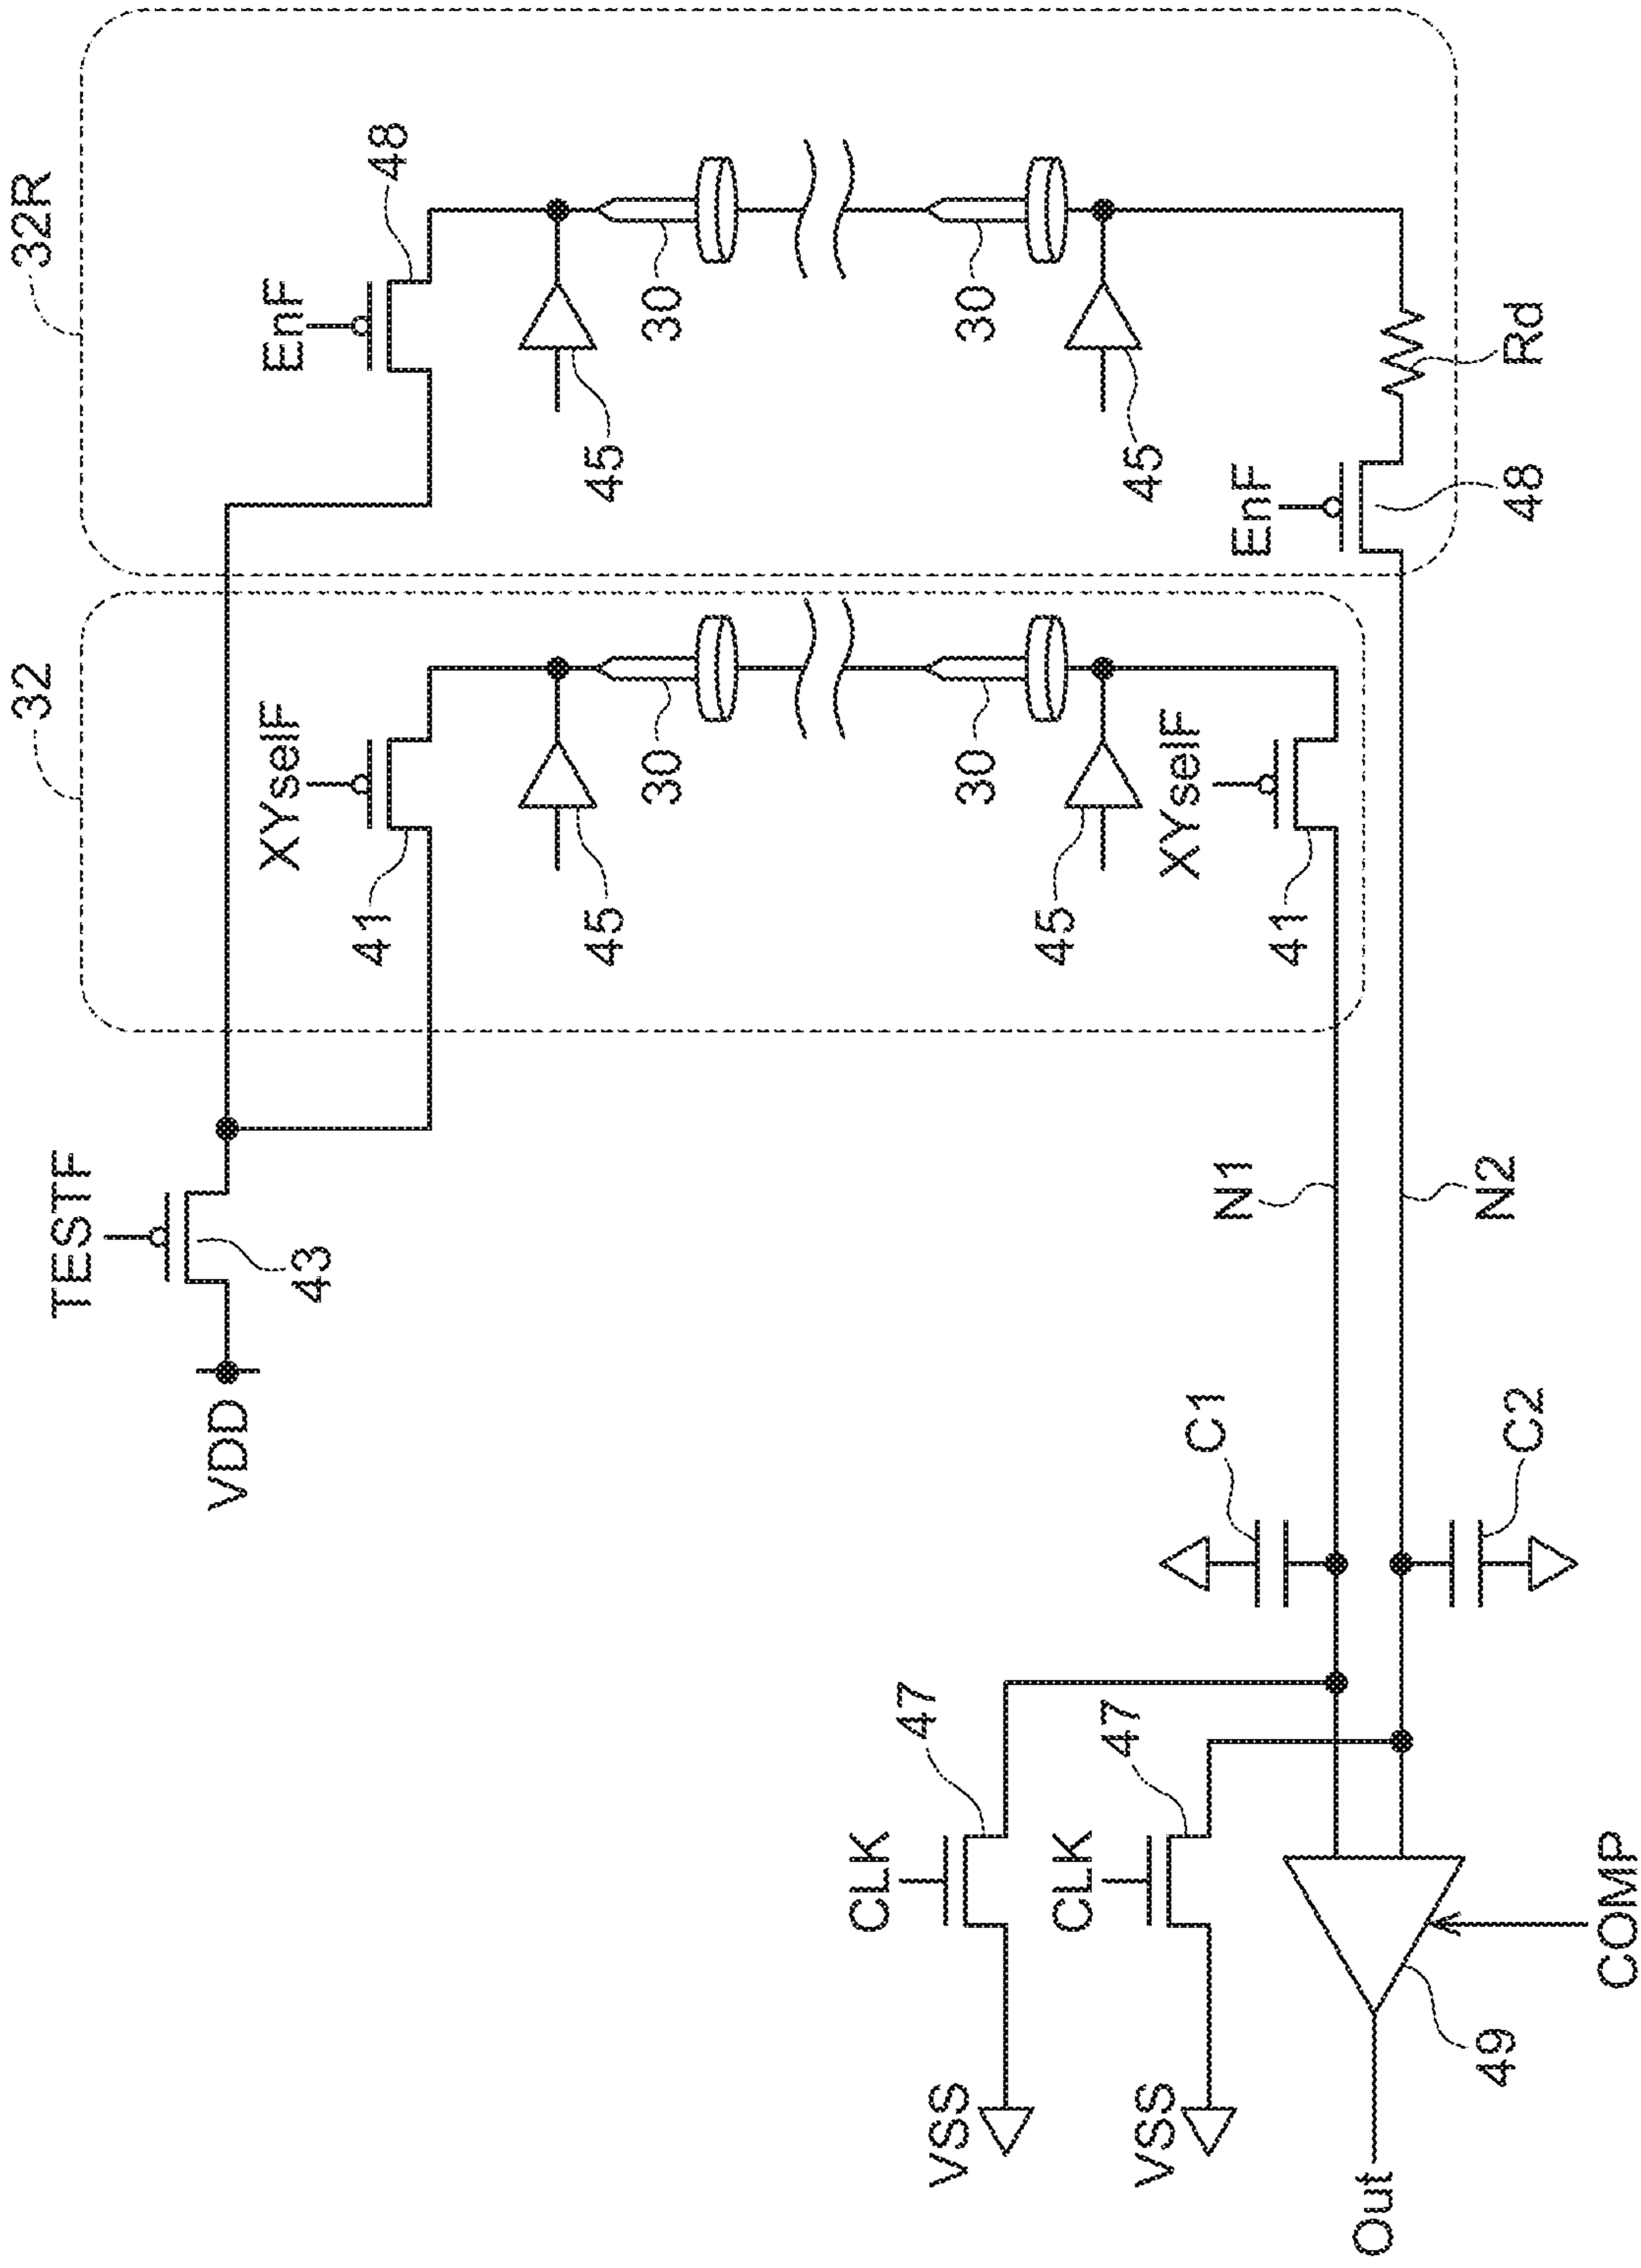 32R
32
EnF
48
30
45
30
45
Rd
EnF
48
XYselF
41
45
30
30
45
XYselF
41
TESTF
43
VDD
N1
N2
C1
C2
CLK
47
CLK
47
VSS
VSS
COMP
49
Out